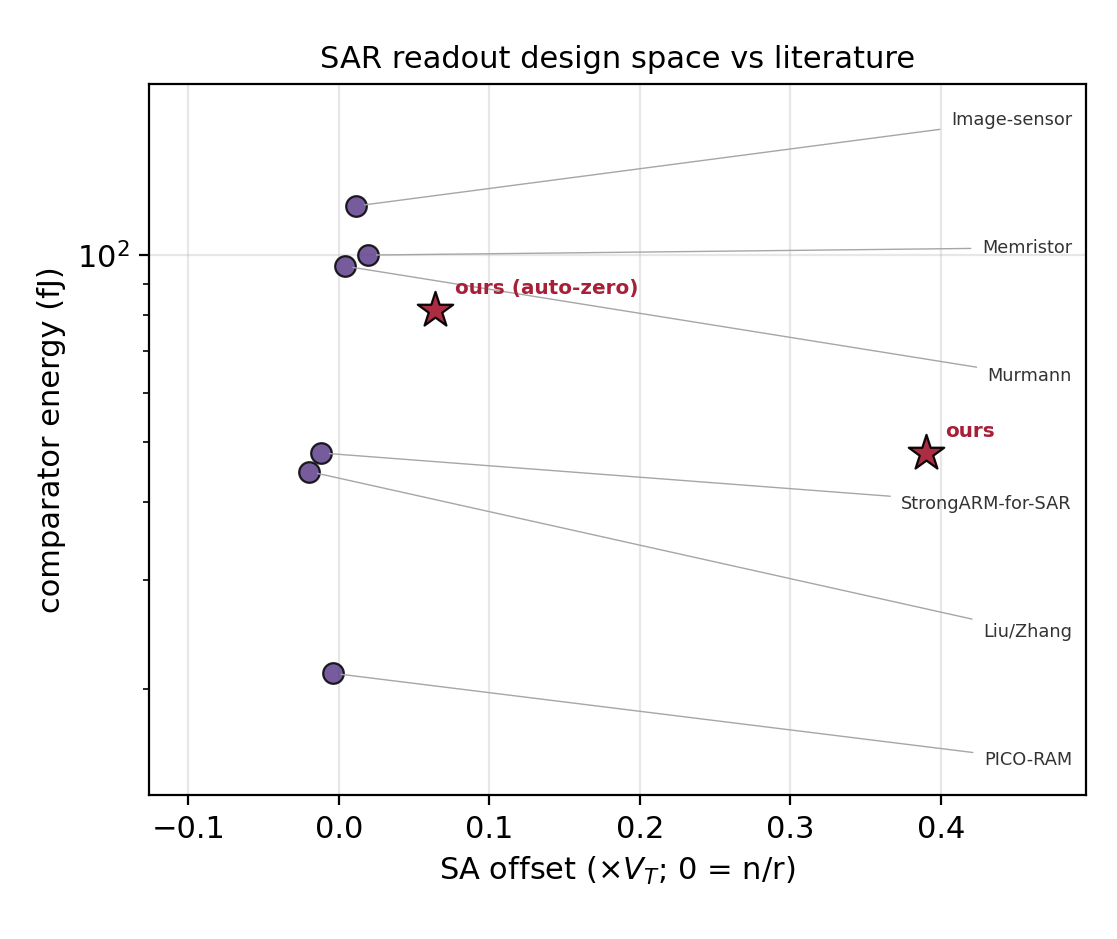 SAR readout design space vs literature
Image-sensor
Memristor
10²
ours (auto-zero)
Murmann
ours
StrongARM-for-SAR
Liu/Zhang
PICO-RAM
comparator energy (fJ)
−0.1 0.0 0.1 0.2 0.3 0.4
SA offset (×V_T; 0 = n/r)